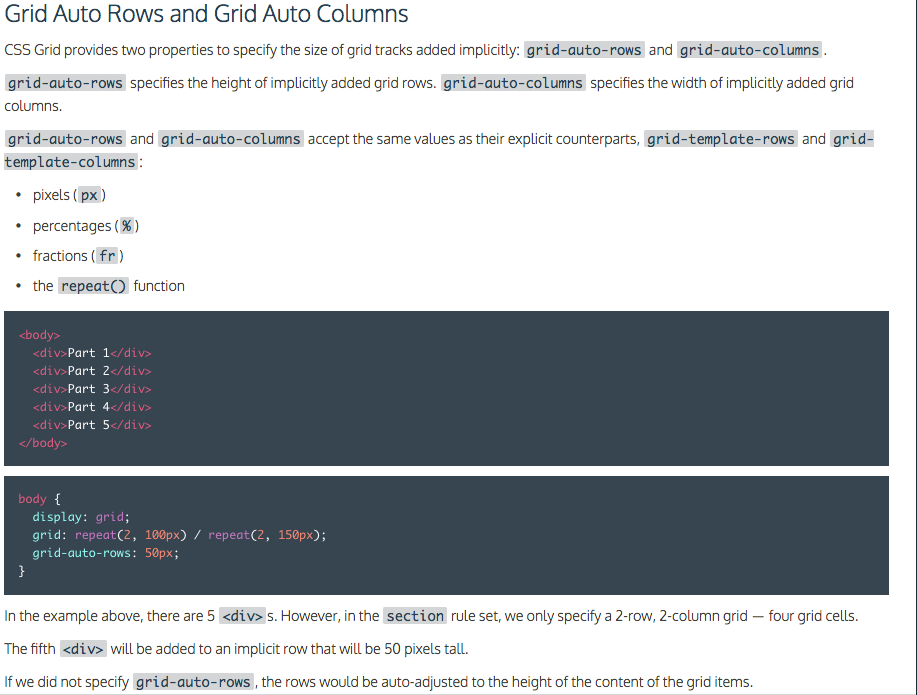 Grid Auto Rows and Grid Auto Columns
CSS Grid provides two properties to specify the size of grid tracks added implicitly: grid-auto-rows and grid-auto-columns.
grid-auto-rows specifies the height of implicitly added grid rows. grid-auto-columns specifies the width of implicitly added grid
columns.
grid-auto-rows and grid-auto-columns accept the same values as their explicit counterparts, grid-template-rows and grid-
template-columns:
• pixels (px)
• percentages (%)
• fractions (fr)
• the repeat() function
<body>
  <div>Part 1</div>
  <div>Part 2</div>
  <div>Part 3</div>
  <div>Part 4</div>
  <div>Part 5</div>
</body>
body {
  display: grid;
  grid: repeat(2, 100px) / repeat(2, 150px);
  grid-auto-rows: 50px;
}
In the example above, there are 5 <div>s. However, in the section rule set, we only specify a 2-row, 2-column grid — four grid cells.
The fifth <div> will be added to an implicit row that will be 50 pixels tall.
If we did not specify grid-auto-rows, the rows would be auto-adjusted to the height of the content of the grid items.